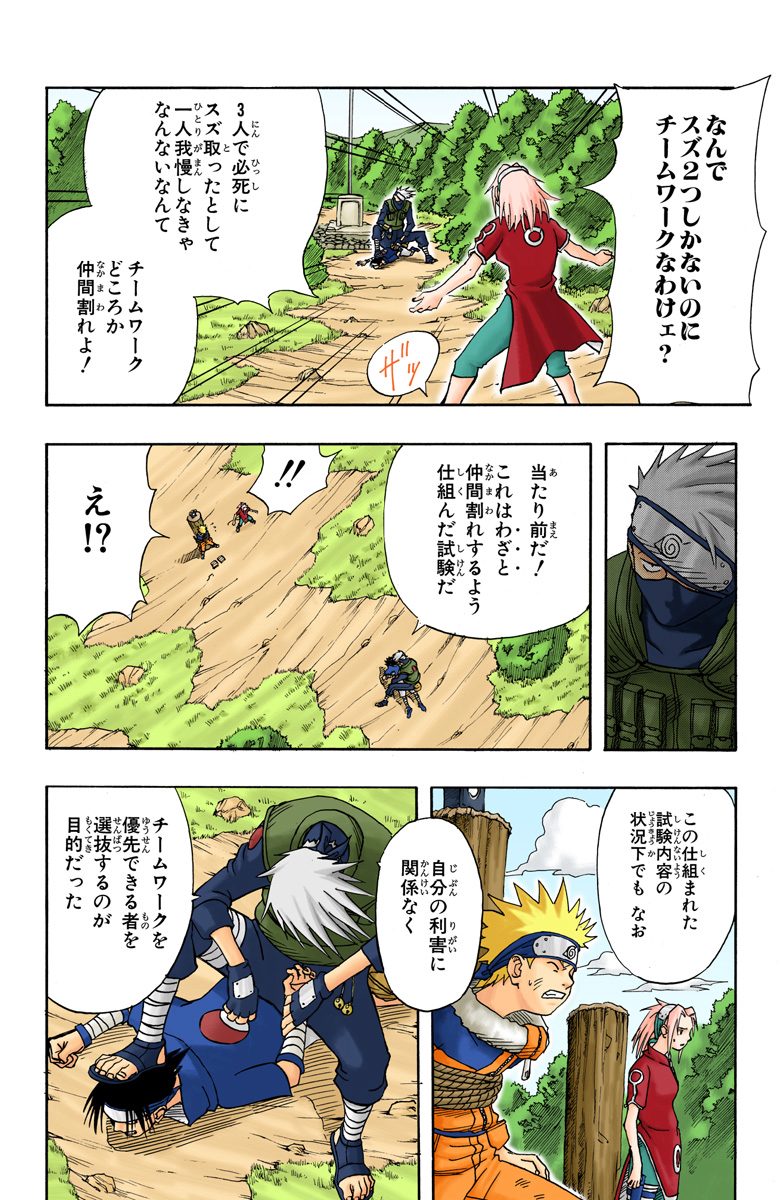 なんで
スズ2つしかないのに
チームワークなわけェ?
3人で必死に
スズ取ったとして
一人我慢しなきゃ
なんないなんて
チームワーク
どころか
仲間割れよ!
ザッ
当たり前だ!
これはわざと
仲間割れするよう
仕組んだ試験だ
!!
え!?
この仕組まれた
試験内容の
状況下でも なお
自分の利害に
関係なく
チームワークを
優先できる者を
選抜するのが
目的だった